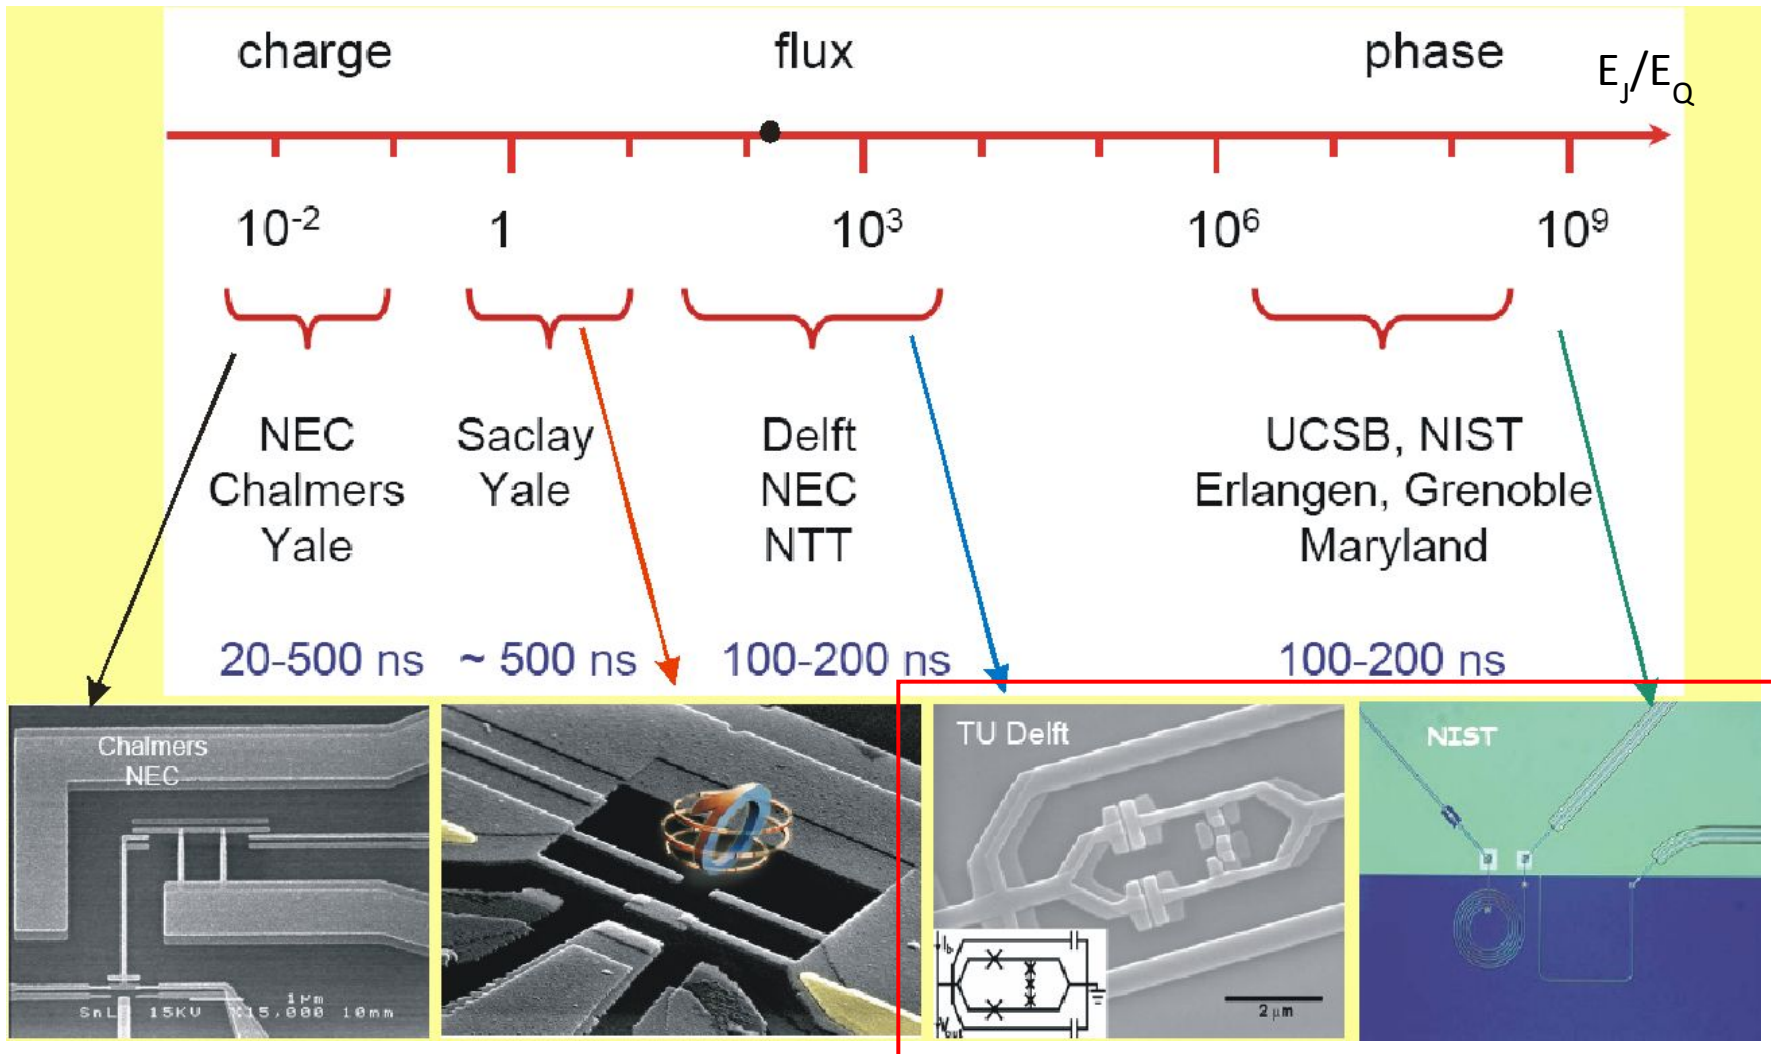 charge flux phase
E_J/E_Q
10^-2 1 10^3 10^6 10^9
NEC
Chalmers
Yale
Saclay
Yale
Delft
NEC
NTT
UCSB, NIST
Erlangen, Grenoble
Maryland
20-500 ns ~ 500 ns 100-200 ns 100-200 ns
Chalmers
NEC
1μm
15KV X15,000 10mm
TU Delft
I_b
V_out
2 μm
NIST